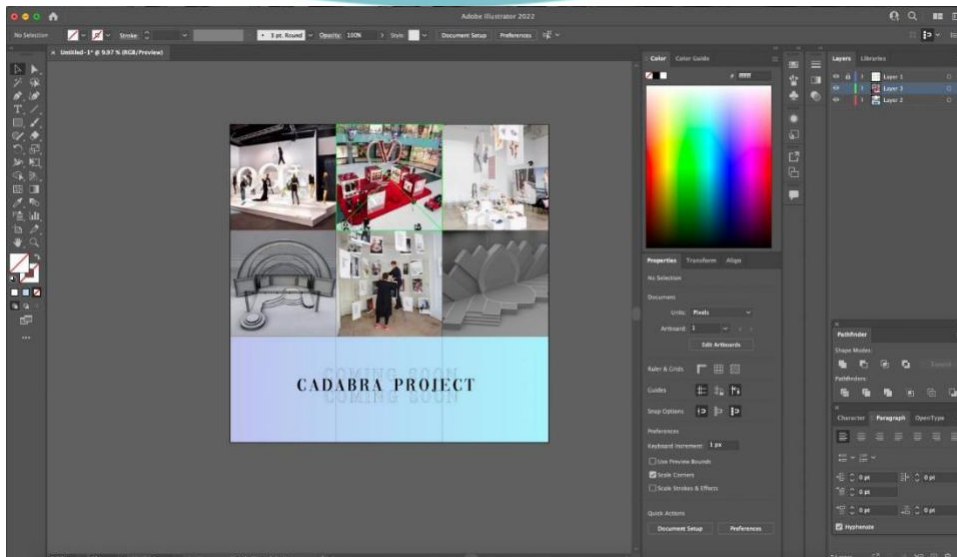 Adobe Illustrator 2022
No Selection
Stroke:
3 pt. Round
Opacity: 100%
Style:
Document Setup
Preferences
× Untitled-1* @ 9.97 % (RGB/Preview)
COMING SOON
CADABRA PROJECT
COMING SOON
Color
Color Guide
#
Properties
Transform
Align
No Selection
Document
Units: Pixels
Artboard: 1
Edit Artboards
Ruler & Grids
Guides
Snap Options
Preferences
Keyboard Increment: 1 px
Use Preview Bounds
Scale Corners
Scale Strokes & Effects
Quick Actions
Document Setup
Preferences
Layers
Libraries
Layer 1
Layer 3
Layer 2
Pathfinder
Shape Modes:
Expand
Pathfinders:
Character
Paragraph
OpenType
0 pt
0 pt
0 pt
0 pt
0 pt
Hyphenate